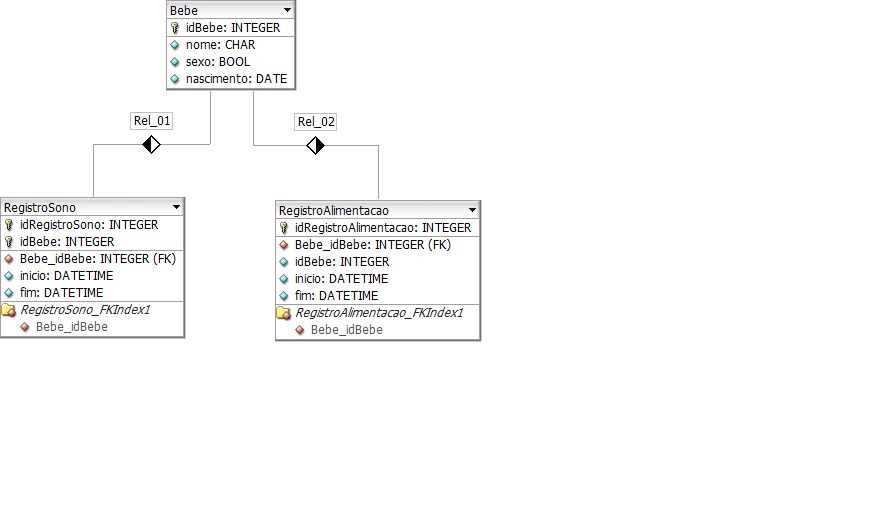 Bebe
idBebe: INTEGER
nome: CHAR
sexo: BOOL
nascimento: DATE
Rel_01
Rel_02
RegistroSono
idRegistroSono: INTEGER
idBebe: INTEGER
Bebe_idBebe: INTEGER (FK)
inicio: DATETIME
fim: DATETIME
RegistroSono_FKIndex1
Bebe_idBebe
RegistroAlimentacao
idRegistroAlimentacao: INTEGER
Bebe_idBebe: INTEGER (FK)
idBebe: INTEGER
inicio: DATETIME
fim: DATETIME
RegistroAlimentacao_FKIndex1
Bebe_idBebe